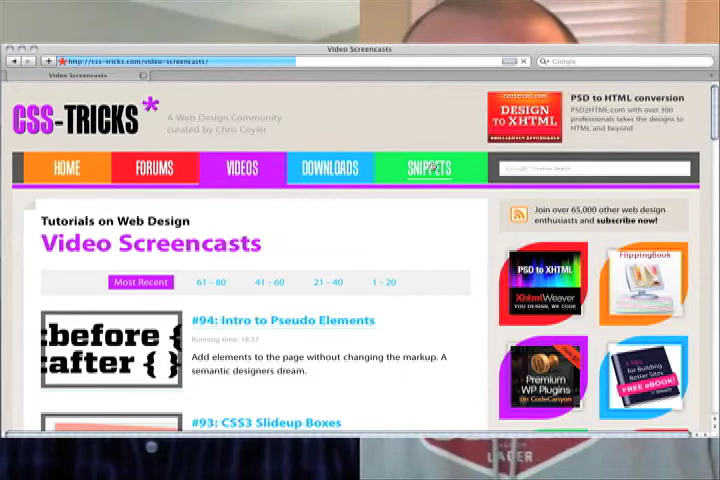 Video Screencasts
http://css-tricks.com/video-screencasts/
Google
Video Screencasts
CSS-TRICKS*
A Web Design Community
curated by Chris Coyier
DESIGN
TO XHTML
PSD to HTML conversion
PSD2HTML.com with over 300
professionals takes the designs to
HTML and beyond
HOME
FORUMS
VIDEOS
DOWNLOADS
SNIPPETS
Tutorials on Web Design
Video Screencasts
Most Recent
61 - 80
41 - 60
21 - 40
1 - 20
Join over 65,000 other web design
enthusiasts and subscribe now!
:before {
:after { }
#94: Intro to Pseudo Elements
Running time: 18:37
Add elements to the page without changing the markup. A
semantic designers dream.
#93: CSS3 Slideup Boxes
PSD to XHTML
XhtmlWeaver
YOU DESIGN, WE CODE
FlippingBook
Premium
WP Plugins
on CodeCanyon
for Building
Better Sites
FREE eBOOK!
LAGER